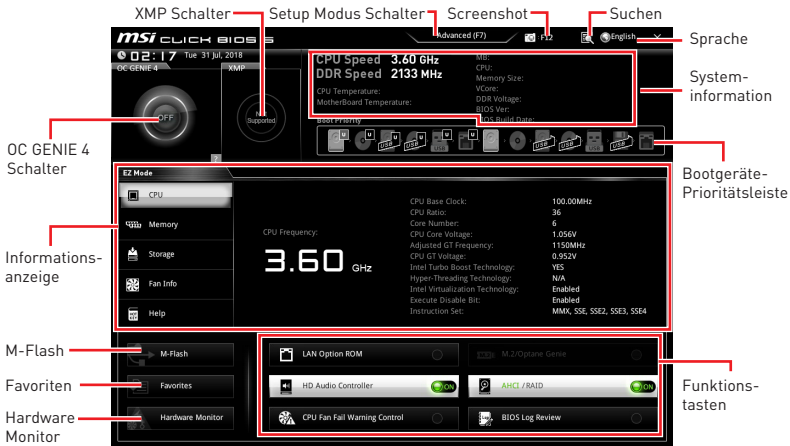 XMP Schalter
Setup Modus Schalter
Screenshot
Suchen
msi CLICK BIOS 5
Advanced (F7)
F12
English
Sprache
02:17 Tue 31 Jul, 2018
OC GENIE 4
XMP
CPU Speed 3.60 GHz
DDR Speed 2133 MHz
CPU Temperature:
MotherBoard Temperature:
MB:
CPU:
Memory Size:
VCore:
DDR Voltage:
BIOS Ver:
BIOS Build Date:
System-
information
OFF
Not
Supported
Boot Priority
U U U U U U
USB USB USB USB USB USB
OC GENIE 4
Schalter
?
Bootgeräte-
Prioritätsleiste
EZ Mode
CPU
Memory
Storage
Fan Info
Help
CPU Frequency:
3.60 GHz
CPU Base Clock: 100.00MHz
CPU Ratio: 36
Core Number: 6
CPU Core Voltage: 1.056V
Adjusted GT Frequency: 1150MHz
CPU GT Voltage: 0.952V
Intel Turbo Boost Technology: YES
Hyper-Threading Technology: N/A
Intel Virtualization Technology: Enabled
Execute Disable Bit: Enabled
Instruction Set: MMX, SSE, SSE2, SSE3, SSE4
Informations-
anzeige
M-Flash
Favoriten
Hardware
Monitor
M-Flash
Favorites
Hardware Monitor
LAN Option ROM
M.2/Optane Genie
HD Audio Controller
ON
AHCI /RAID
ON
CPU Fan Fail Warning Control
BIOS Log Review
Funktions-
tasten